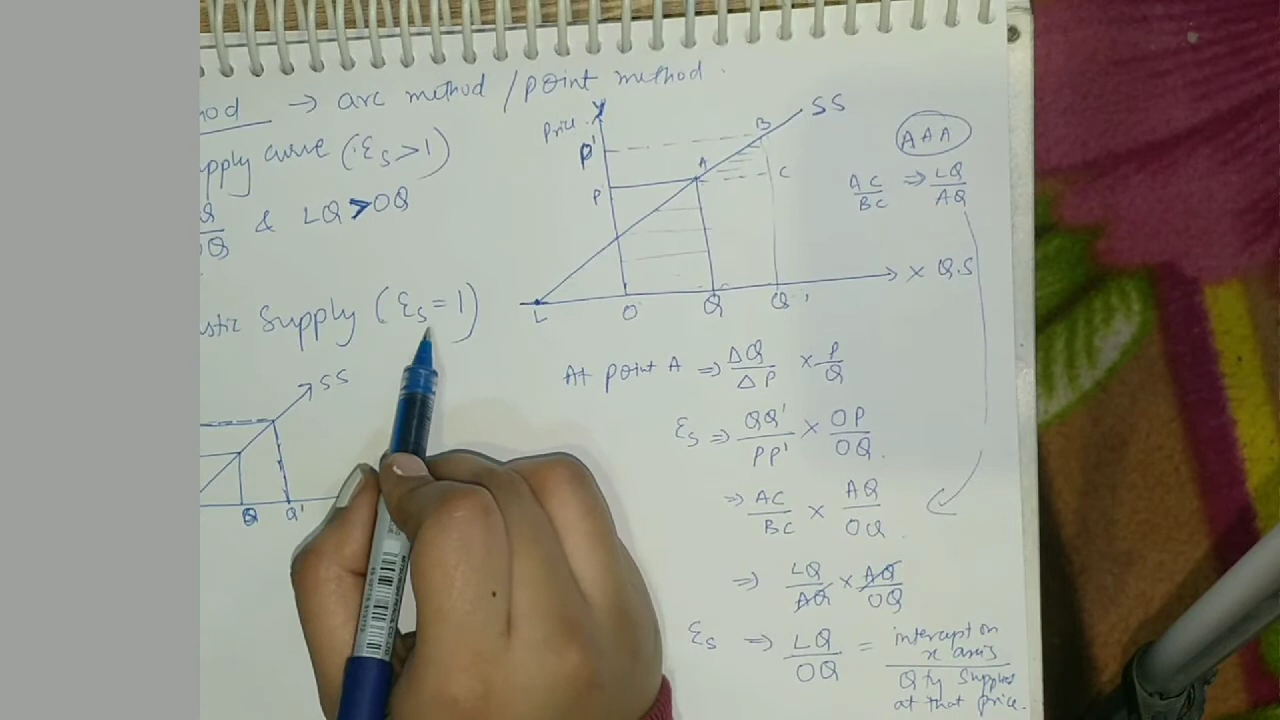 nod → arc method / point method.
pply curve (εs > 1)
Q/OQ & LQ > OQ
stic Supply (εs = 1)
SS
Q Q'
Price Y
P'
P
A
B
C
SS
L O Q Q' X Q.S
AAA
AC/BC ⇒ LQ/AQ
At point A ⇒ ΔQ/ΔP × P/Q
εs ⇒ QQ'/PP' × OP/OQ.
⇒ AC/BC × AQ/OQ.
⇒ LQ/AQ × AQ/OQ
εs ⇒ LQ/OQ = intercept on x axis / Qty Supplied at that price.